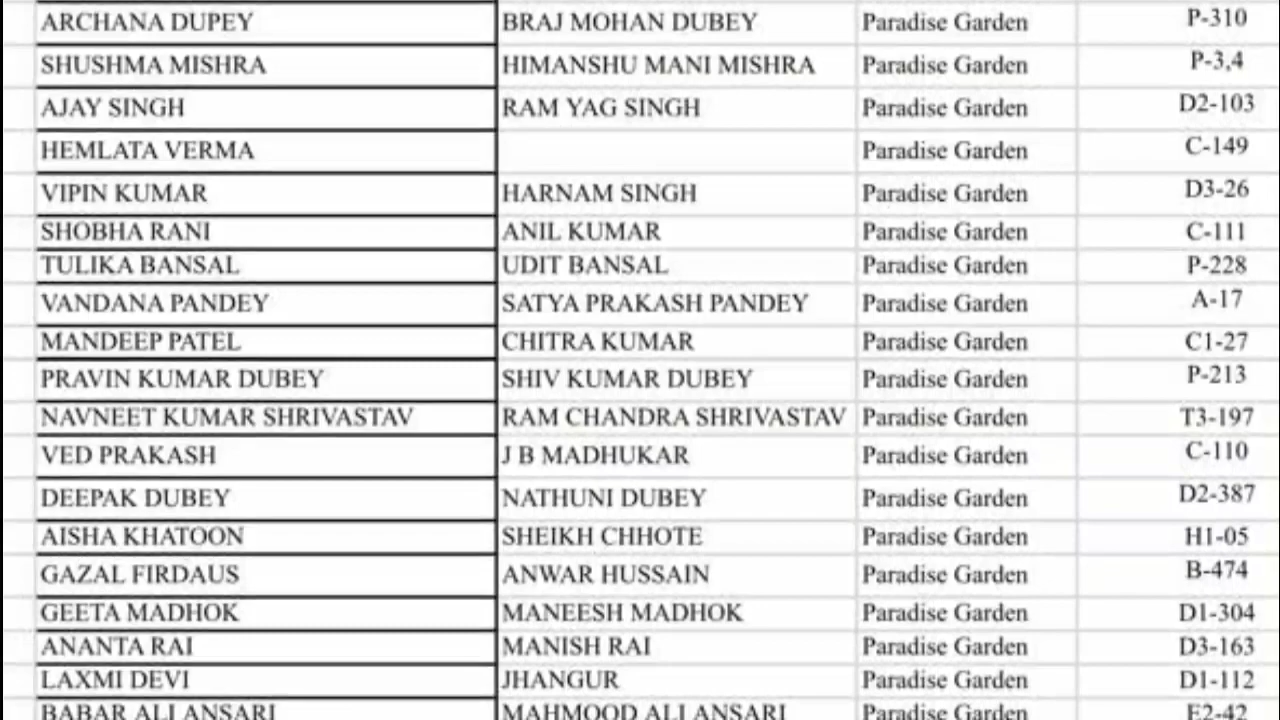 ARCHANA DUPEY BRAJ MOHAN DUBEY Paradise Garden P-310
SHUSHMA MISHRA HIMANSHU MANI MISHRA Paradise Garden P-3,4
AJAY SINGH RAM YAG SINGH Paradise Garden D2-103
HEMLATA VERMA Paradise Garden C-149
VIPIN KUMAR HARNAM SINGH Paradise Garden D3-26
SHOBHA RANI ANIL KUMAR Paradise Garden C-111
TULIKA BANSAL UDIT BANSAL Paradise Garden P-228
VANDANA PANDEY SATYA PRAKASH PANDEY Paradise Garden A-17
MANDEEP PATEL CHITRA KUMAR Paradise Garden C1-27
PRAVIN KUMAR DUBEY SHIV KUMAR DUBEY Paradise Garden P-213
NAVNEET KUMAR SHRIVASTAV RAM CHANDRA SHRIVASTAV Paradise Garden T3-197
VED PRAKASH J B MADHUKAR Paradise Garden C-110
DEEPAK DUBEY NATHUNI DUBEY Paradise Garden D2-387
AISHA KHATOON SHEIKH CHHOTE Paradise Garden H1-05
GAZAL FIRDAUS ANWAR HUSSAIN Paradise Garden B-474
GEETA MADHOK MANEESH MADHOK Paradise Garden D1-304
ANANTA RAI MANISH RAI Paradise Garden D3-163
LAXMI DEVI JHANGUR Paradise Garden D1-112
BABAR ALI ANSARI MAHMOOD ALI ANSARI Paradise Garden E2-42